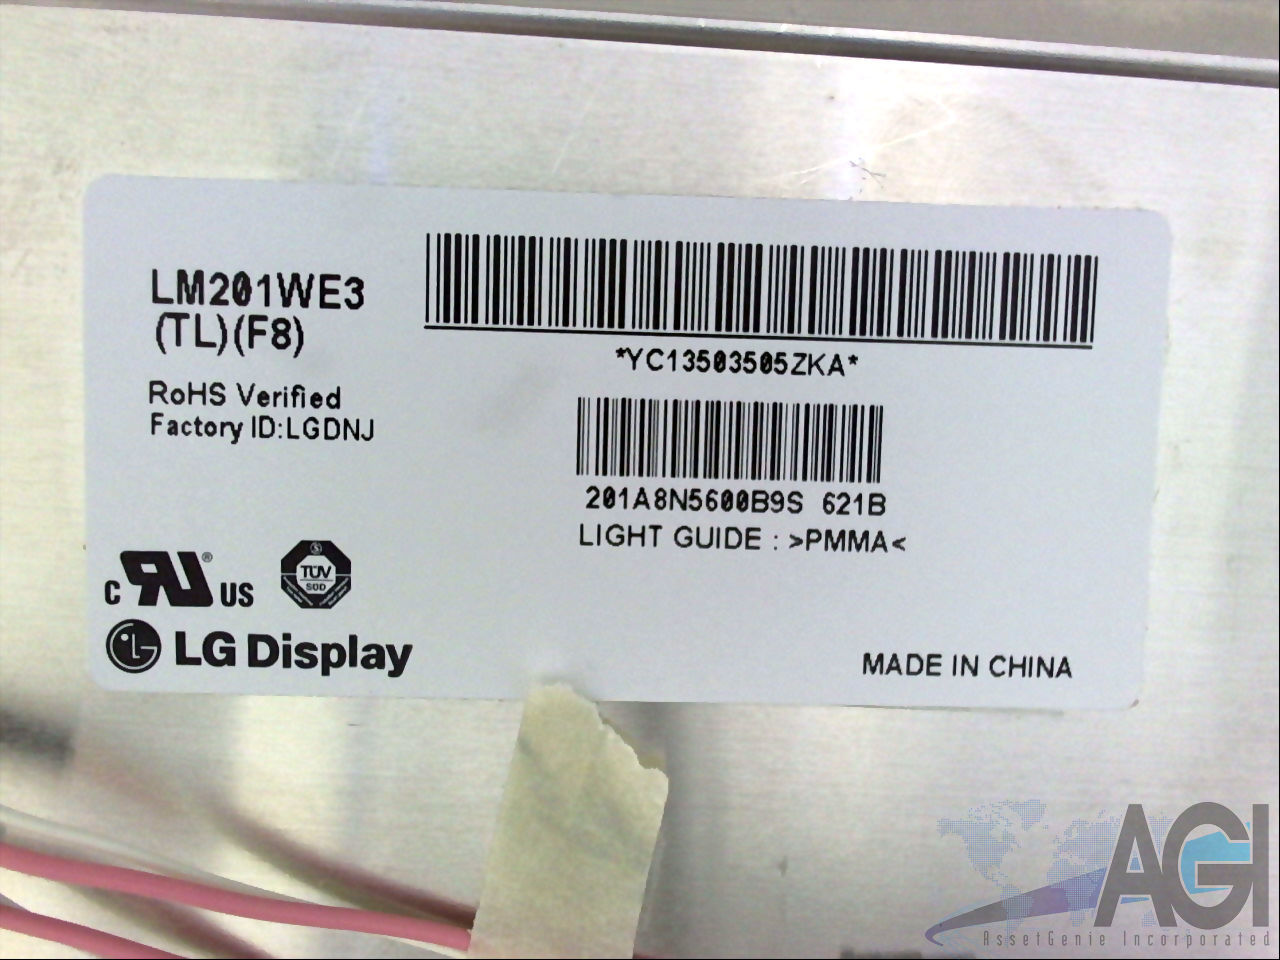 LM201WE3
(TL)(F8)
RoHS Verified
Factory ID:LGDNJ
*YC13503505ZKA*
201A8N5600B9S 621B
LIGHT GUIDE : >PMMA<
c RU ® US
TÜV
SÜD
LG Display
MADE IN CHINA
AGI
AssetGenie Incorporated